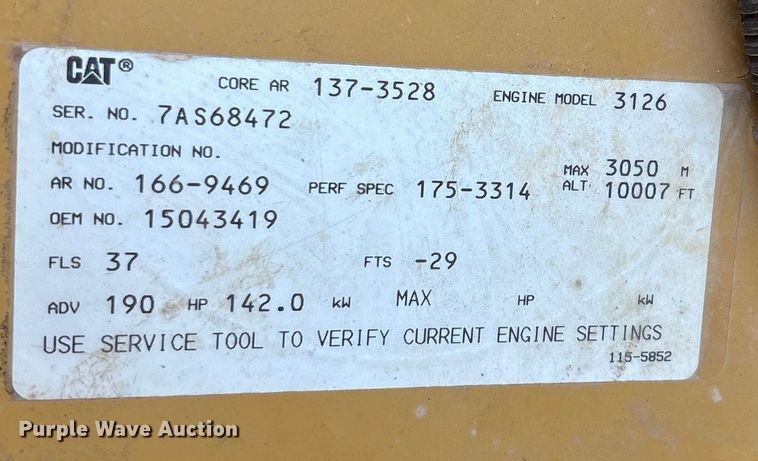 CAT® CORE AR 137-3528 ENGINE MODEL 3126
SER. NO. 7AS68472
MODIFICATION NO.
AR NO. 166-9469 PERF SPEC 175-3314 MAX ALT 3050 M 10007 FT
OEM NO. 15043419
FLS 37 FTS -29
ADV 190 HP 142.0 kW MAX HP kW
USE SERVICE TOOL TO VERIFY CURRENT ENGINE SETTINGS
115-5852
Purple Wave Auction